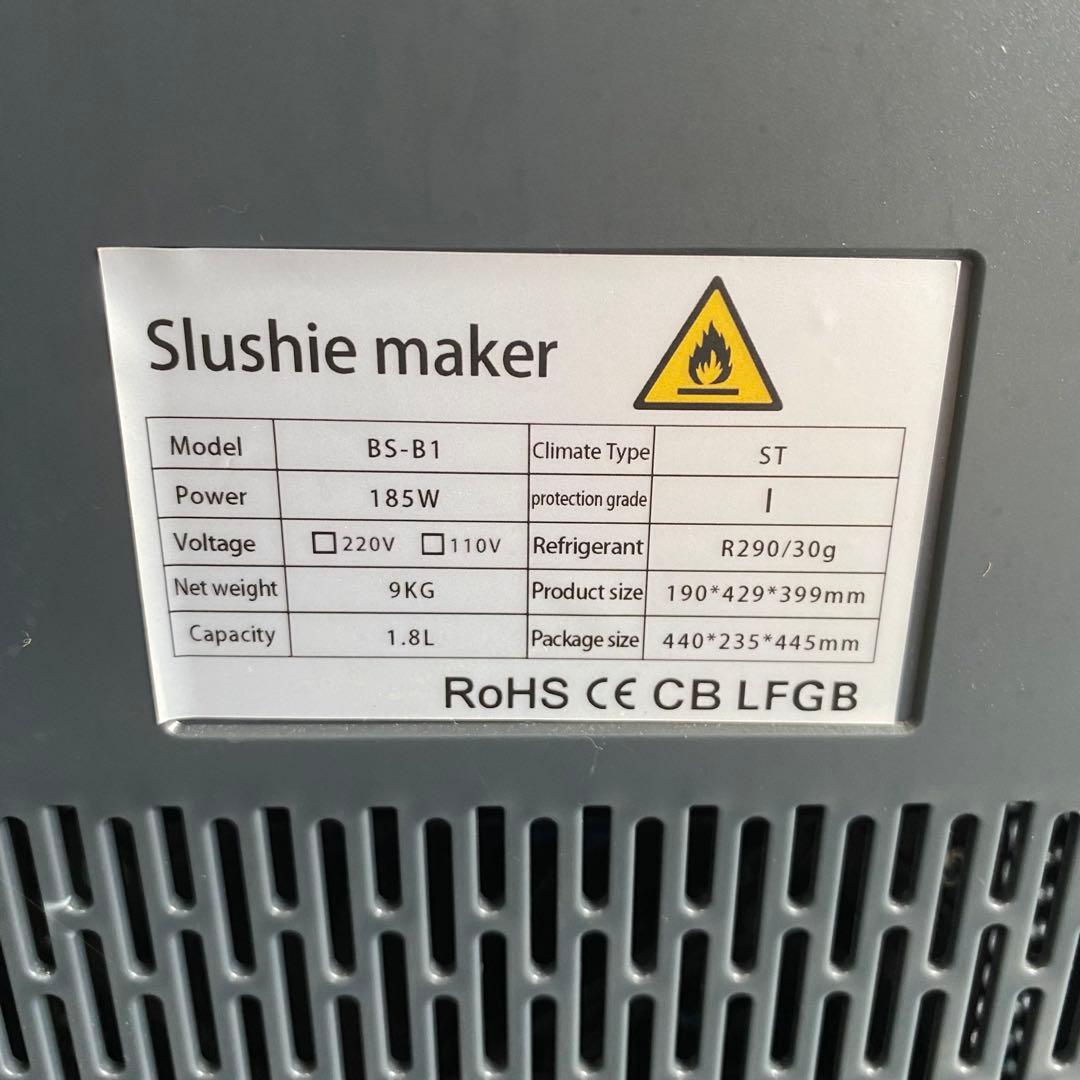 Slushie maker
Model BS-B1 Climate Type ST
Power 185W protection grade I
Voltage ☐220V ☐110V Refrigerant R290/30g
Net weight 9KG Product size 190*429*399mm
Capacity 1.8L Package size 440*235*445mm
RoHS CE CB LFGB